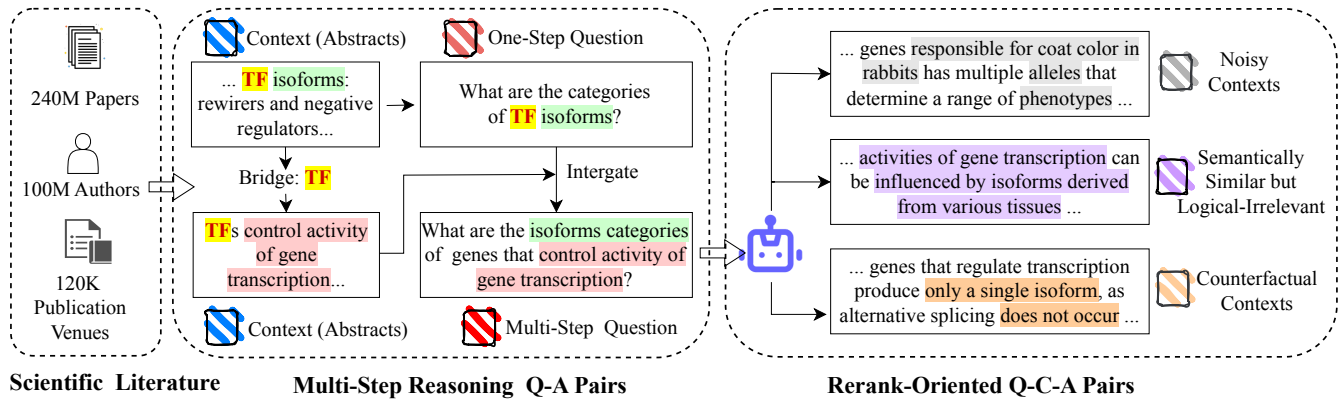 240M Papers
100M Authors
120K
Publication
Venues
Scientific Literature
Context (Abstracts)
... TF isoforms:
rewirers and negative
regulators...
Bridge: TF
TFs control activity
of gene
transcription...
Context (Abstracts)
One-Step Question
What are the categories
of TF isoforms?
Intergate
What are the isoforms categories
of genes that control activity of
gene transcription?
Multi-Step Question
Multi-Step Reasoning Q-A Pairs
... genes responsible for coat color in
rabbits has multiple alleles that
determine a range of phenotypes ...
Noisy
Contexts
... activities of gene transcription can
be influenced by isoforms derived
from various tissues ...
Semantically
Similar but
Logical-Irrelevant
... genes that regulate transcription
produce only a single isoform, as
alternative splicing does not occur ...
Counterfactual
Contexts
Rerank-Oriented Q-C-A Pairs